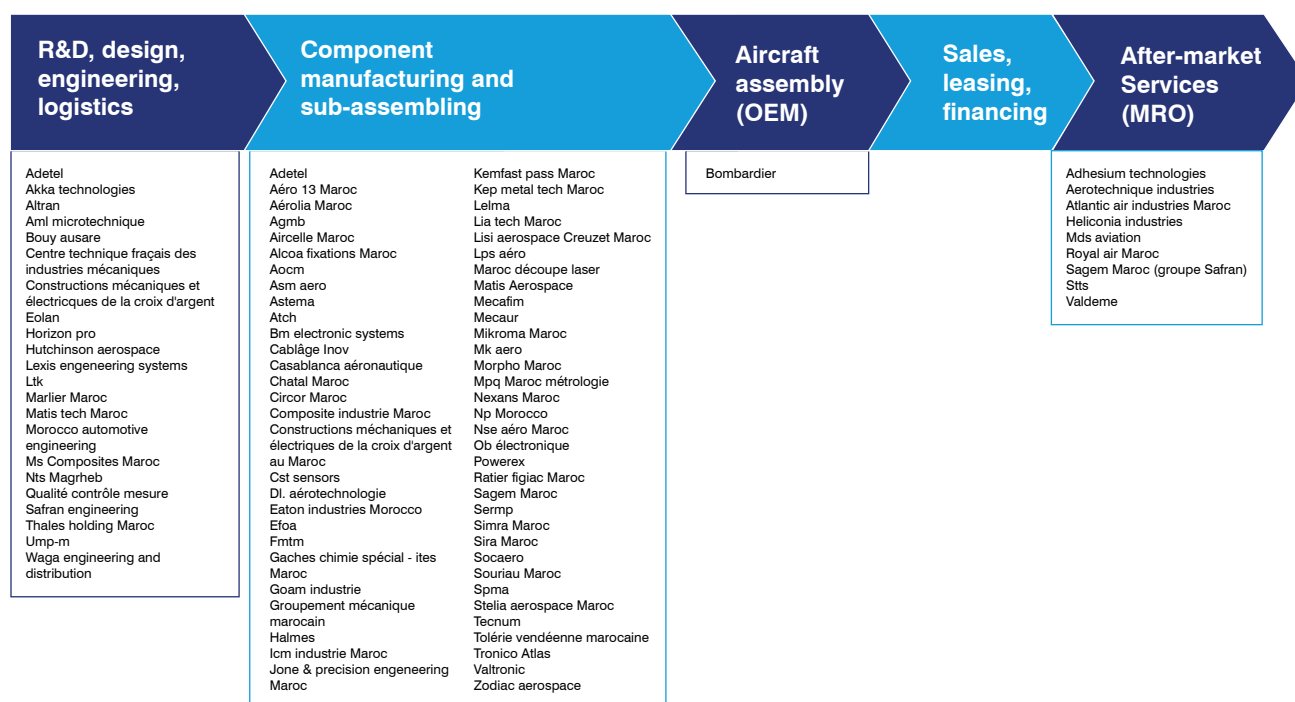 R&D, design,
engineering,
logistics
Component
manufacturing and
sub-assembling
Aircraft
assembly
(OEM)
Sales,
leasing,
financing
After-market
Services
(MRO)
Adetel
Akka technologies
Altran
Aml microtechnique
Bouy ausare
Centre technique fraçais des
industries mécaniques
Constructions mécaniques et
électricques de la croix d'argent
Eolan
Horizon pro
Hutchinson aerospace
Lexis engeneering systems
Ltk
Marlier Maroc
Matis tech Maroc
Morocco automotive
engineering
Ms Composites Maroc
Nts Magrheb
Qualité contrôle mesure
Safran engineering
Thales holding Maroc
Ump-m
Waga engineering and
distribution
Adetel
Aéro 13 Maroc
Aérolia Maroc
Agmb
Aircelle Maroc
Alcoa fixations Maroc
Aocm
Asm aero
Astema
Atch
Bm electronic systems
Cablâge Inov
Casablanca aéronautique
Chatal Maroc
Circor Maroc
Composite industrie Maroc
Constructions méchaniques et
électriques de la croix d'argent
au Maroc
Cst sensors
Dl. aérotechnologie
Eaton industries Morocco
Efoa
Fmtm
Gaches chimie spécial - ites
Maroc
Goam industrie
Groupement mécanique
marocain
Halmes
Icm industrie Maroc
Jone & precision engeneering
Maroc
Kemfast pass Maroc
Kep metal tech Maroc
Lelma
Lia tech Maroc
Lisi aerospace Creuzet Maroc
Lps aéro
Maroc découpe laser
Matis Aerospace
Mecafim
Mecaur
Mikroma Maroc
Mk aero
Morpho Maroc
Mpq Maroc métrologie
Nexans Maroc
Np Morocco
Nse aéro Maroc
Ob électronique
Powerex
Ratier figiac Maroc
Sagem Maroc
Sermp
Simra Maroc
Sira Maroc
Socaero
Souriau Maroc
Spma
Stelia aerospace Maroc
Tecnum
Tolérie vendéenne marocaine
Tronico Atlas
Valtronic
Zodiac aerospace
Bombardier
Adhesium technologies
Aerotechnique industries
Atlantic air industries Maroc
Heliconia industries
Mds aviation
Royal air Maroc
Sagem Maroc (groupe Safran)
Stts
Valdeme